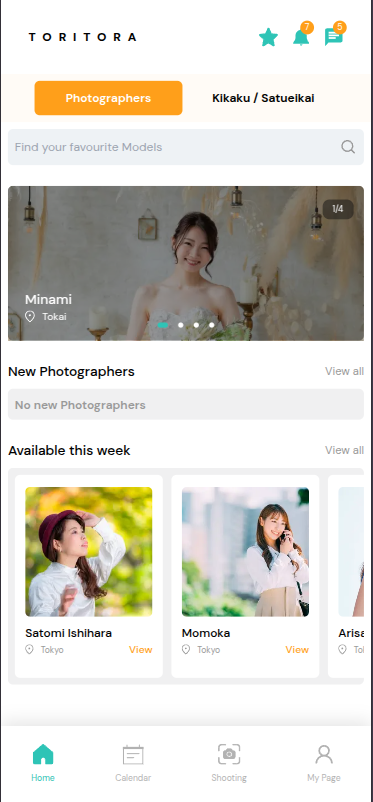 TORITORA
7
5
Photographers
Kikaku / Satueikai
Find your favourite Models
1/4
Minami
Tokai
New Photographers
View all
No new Photographers
Available this week
View all
Satomi Ishihara
Momoka
Arisa
Tokyo
View
Tokyo
View
Home
Calendar
Shooting
My Page